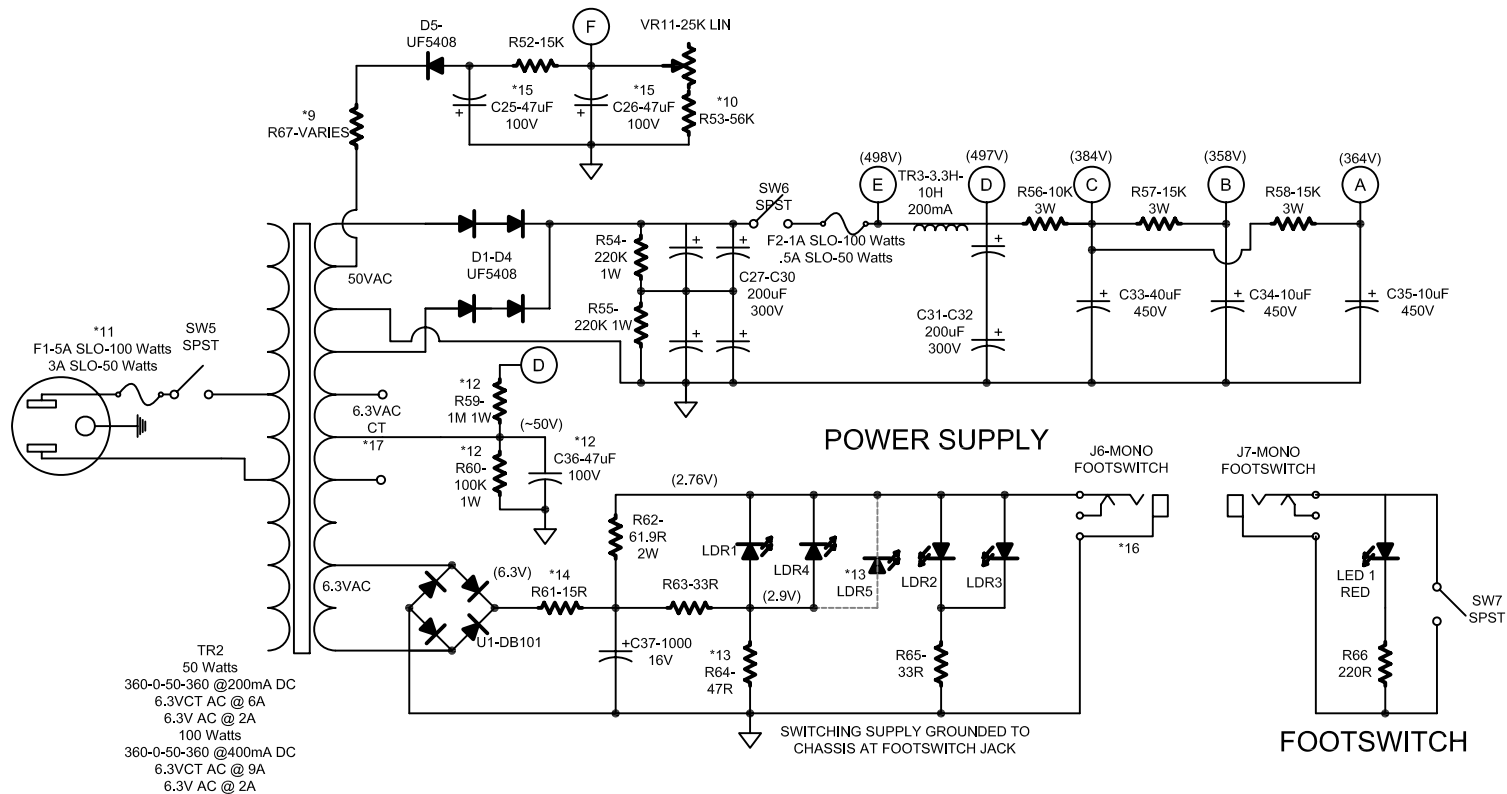 D5-
UF5408
R52-15K
F
VR11-25K LIN
*9
R67-VARIES
*15
C25-47uF
100V
+
*15
C26-47uF
100V
+
*10
R53-56K
(498V)
E
TR3-3.3H-
10H
200mA
(497V)
D
(384V)
C
(358V)
B
(364V)
A
SW6
SPST
R56-10K
3W
R57-15K
3W
R58-15K
3W
F2-1A SLO-100 Watts
.5A SLO-50 Watts
50VAC
D1-D4
UF5408
R54-
220K
1W
+
+
R55-
220K 1W
C27-C30
200uF
300V
+
+
+
C31-C32
200uF
300V
+
+
C33-40uF
450V
+
C34-10uF
450V
+
C35-10uF
450V
*11
F1-5A SLO-100 Watts
3A SLO-50 Watts
SW5
SPST
6.3VAC
CT
*17
D
*12
R59-
1M 1W
(~50V)
*12
R60-
100K
1W
*12
C36-47uF
100V
POWER SUPPLY
J6-MONO
FOOTSWITCH
J7-MONO
FOOTSWITCH
*16
(2.76V)
R62-
61.9R
2W
LDR1
LDR4
*13
LDR5
LDR2
LDR3
LED 1
RED
SW7
SPST
6.3VAC
(6.3V)
U1-DB101
*14
R61-15R
R63-33R
(2.9V)
+C37-1000
16V
*13
R64-
47R
R65-
33R
R66
220R
TR2
50 Watts
360-0-50-360 @200mA DC
6.3VCT AC @ 6A
6.3V AC @ 2A
100 Watts
360-0-50-360 @400mA DC
6.3VCT AC @ 9A
6.3V AC @ 2A
SWITCHING SUPPLY GROUNDED TO
CHASSIS AT FOOTSWITCH JACK
FOOTSWITCH